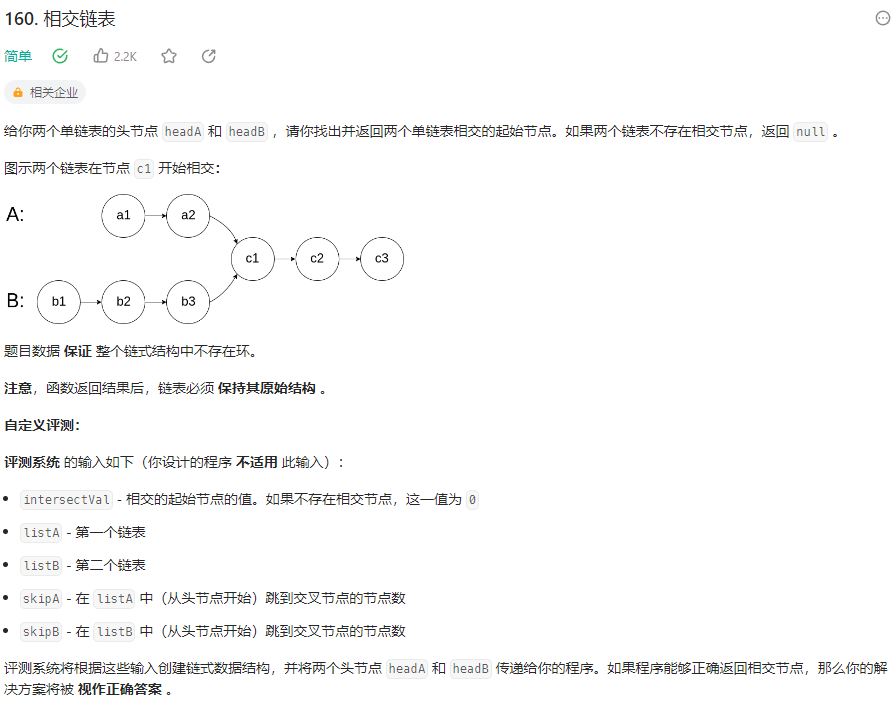 160. 相交链表
简单 2.2K
相关企业
给你两个单链表的头节点 headA 和 headB ，请你找出并返回两个单链表相交的起始节点。如果两个链表不存在相交节点，返回 null 。
图示两个链表在节点 c1 开始相交：
A: a1 a2
c1 c2 c3
B: b1 b2 b3
题目数据 保证 整个链式结构中不存在环。
注意，函数返回结果后，链表必须 保持其原始结构 。
自定义评测：
评测系统 的输入如下（你设计的程序 不适用 此输入）：
intersectVal - 相交的起始节点的值。如果不存在相交节点，这一值为 0
listA - 第一个链表
listB - 第二个链表
skipA - 在 listA 中（从头节点开始）跳到交叉节点的节点数
skipB - 在 listB 中（从头节点开始）跳到交叉节点的节点数
评测系统将根据这些输入创建链式数据结构，并将两个头节点 headA 和 headB 传递给你的程序。如果程序能够正确返回相交节点，那么你的解
决方案将被 视作正确答案 。